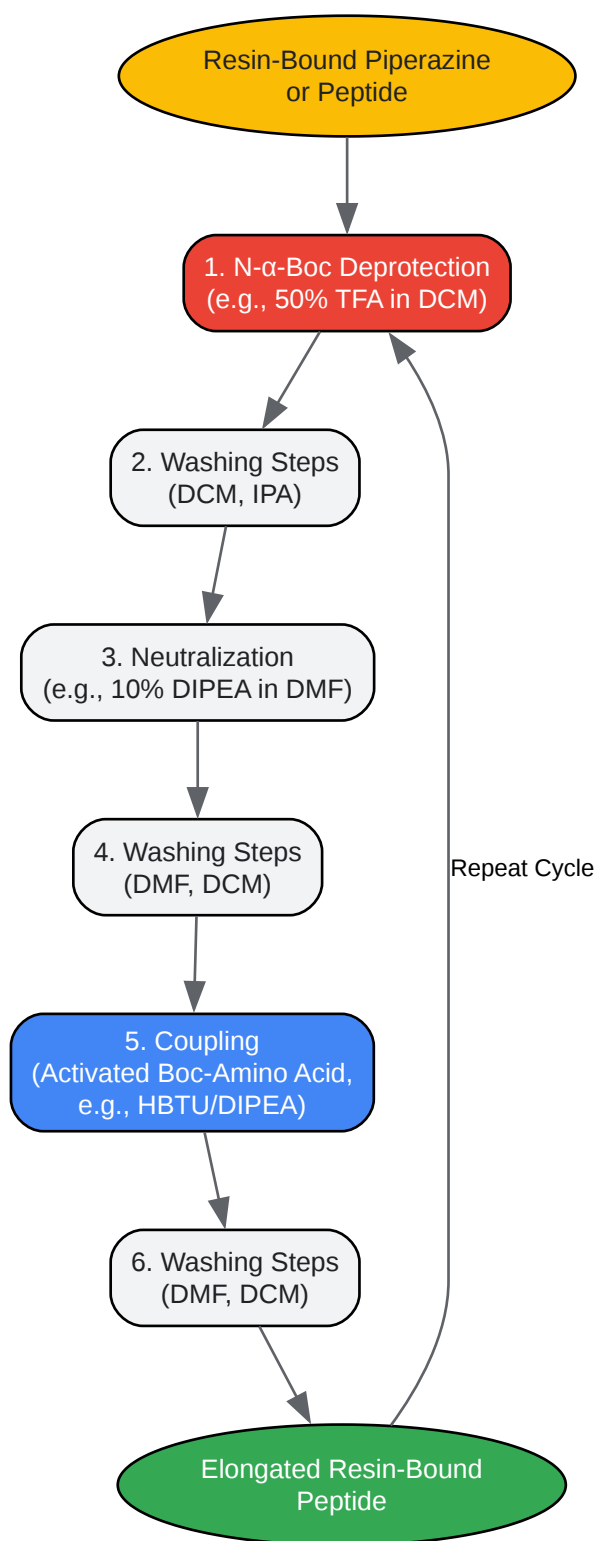 Resin-Bound Piperazine
or Peptide
1. N-α-Boc Deprotection
(e.g., 50% TFA in DCM)
2. Washing Steps
(DCM, IPA)
3. Neutralization
(e.g., 10% DIPEA in DMF)
4. Washing Steps
(DMF, DCM)
Repeat Cycle
5. Coupling
(Activated Boc-Amino Acid,
e.g., HBTU/DIPEA)
6. Washing Steps
(DMF, DCM)
Elongated Resin-Bound
Peptide